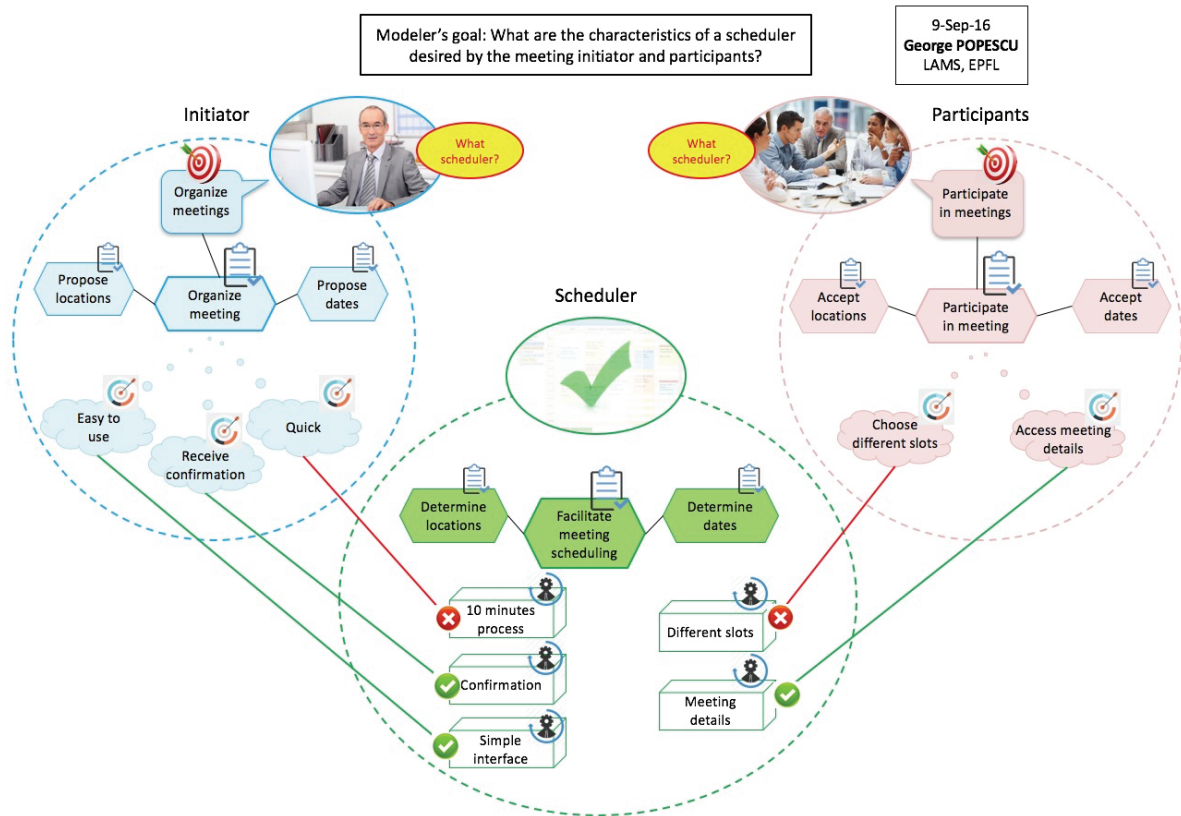 Modeler's goal: What are the characteristics of a scheduler
desired by the meeting initiator and participants?
9-Sep-16
George POPESCU
LAMS, EPFL
Initiator
What
scheduler?
Organize
meetings
Propose
locations
Organize
meeting
Propose
dates
Easy to
use
Receive
confirmation
Quick
What
scheduler?
Participants
Participate
in meetings
Accept
locations
Participate
in meeting
Accept
dates
Choose
different slots
Access meeting
details
Scheduler
Determine
locations
Facilitate
meeting
scheduling
Determine
dates
10 minutes
process
Confirmation
Simple
interface
Different slots
Meeting
details